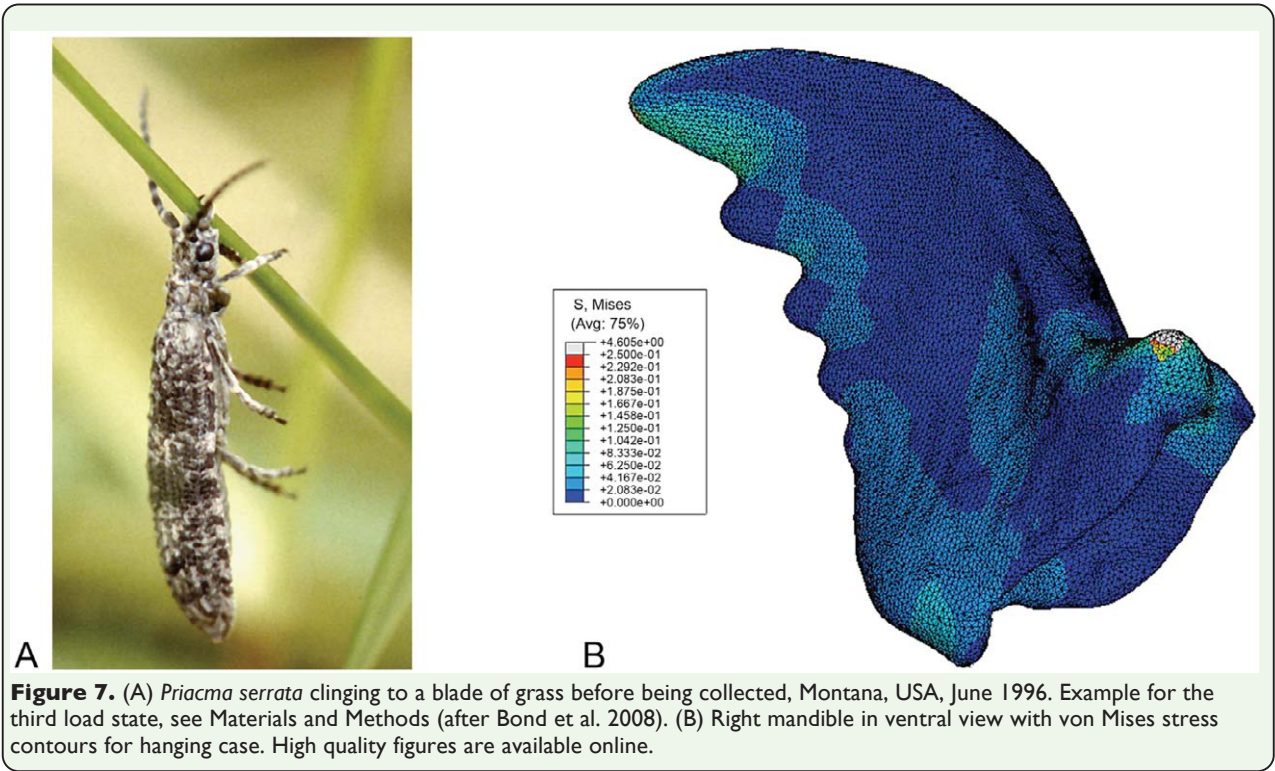 S, Mises
(Avg: 75%)
+4.605e+00
+2.500e-01
+2.292e-01
+2.083e-01
+1.875e-01
+1.667e-01
+1.458e-01
+1.250e-01
+1.042e-01
+8.333e-02
+6.250e-02
+4.167e-02
+2.083e-02
+0.000e+00
A
B
Figure 7. (A) Priacma serrata clinging to a blade of grass before being collected, Montana, USA, June 1996. Example for the
third load state, see Materials and Methods (after Bond et al. 2008). (B) Right mandible in ventral view with von Mises stress
contours for hanging case. High quality figures are available online.